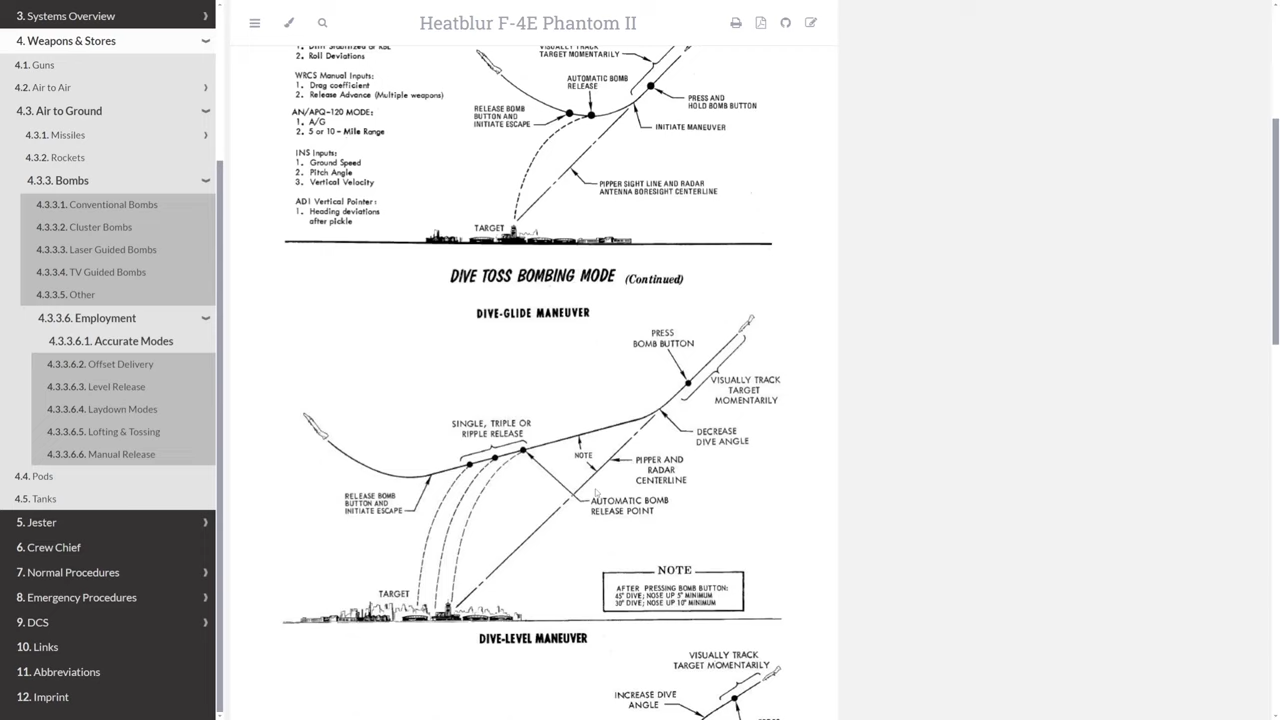 3. Systems Overview
4. Weapons & Stores
4.1. Guns
4.2. Air to Air
4.3. Air to Ground
4.3.1. Missiles
4.3.2. Rockets
4.3.3. Bombs
4.3.3.1. Conventional Bombs
4.3.3.2. Cluster Bombs
4.3.3.3. Laser Guided Bombs
4.3.3.4. TV Guided Bombs
4.3.3.5. Other
4.3.3.6. Employment
4.3.3.6.1. Accurate Modes
4.3.3.6.2. Offset Delivery
4.3.3.6.3. Level Release
4.3.3.6.4. Laydown Modes
4.3.3.6.5. Lofting & Tossing
4.3.3.6.6. Manual Release
4.4. Pods
4.5. Tanks
5. Jester
6. Crew Chief
7. Normal Procedures
Emergency Procedures
9. DCS
10. Links
11. Abbreviations
12. Imprint
Heatblur F-4E Phantom II
2. Roll Deviations
WRCS Manual Inputs:
1. Drag coefficient
2. Release Advance (Multiple weapons)
AN/APQ-120 MODE:
1. A/G
2. 5 or 10 - Mile Range
INS Inputs:
1. Ground Speed
2. Pitch Angle
3. Vertical Velocity
ADI Vertical Pointer:
1. Heading deviations
after pickle
VISUALLY TRACK
TARGET MOMENTARILY
AUTOMATIC BOMB
RELEASE
PRESS AND
HOLD BOMB BUTTON
RELEASE BOMB
BUTTON AND
INITIATE ESCAPE
INITIATE MANEUVER
PIPPER SIGHT LINE AND RADAR
ANTENNA BORESIGHT CENTERLINE
TARGET
DIVE TOSS BOMBING MODE (Continued)
DIVE-GLIDE MANEUVER
PRESS
BOMB BUTTON
VISUALLY TRACK
TARGET
MOMENTARILY
SINGLE, TRIPLE OR
RIPPLE RELEASE
DECREASE
DIVE ANGLE
NOTE
PIPPER AND
RADAR
CENTERLINE
RELEASE BOMB
BUTTON AND
INITIATE ESCAPE
AUTOMATIC BOMB
RELEASE POINT
NOTE
AFTER PRESSING BOMB BUTTON:
45° DIVE; NOSE UP 5° MINIMUM
30° DIVE; NOSE UP 10° MINIMUM
TARGET
DIVE-LEVEL MANEUVER
VISUALLY TRACK
TARGET MOMENTARILY
INCREASE DIVE
ANGLE